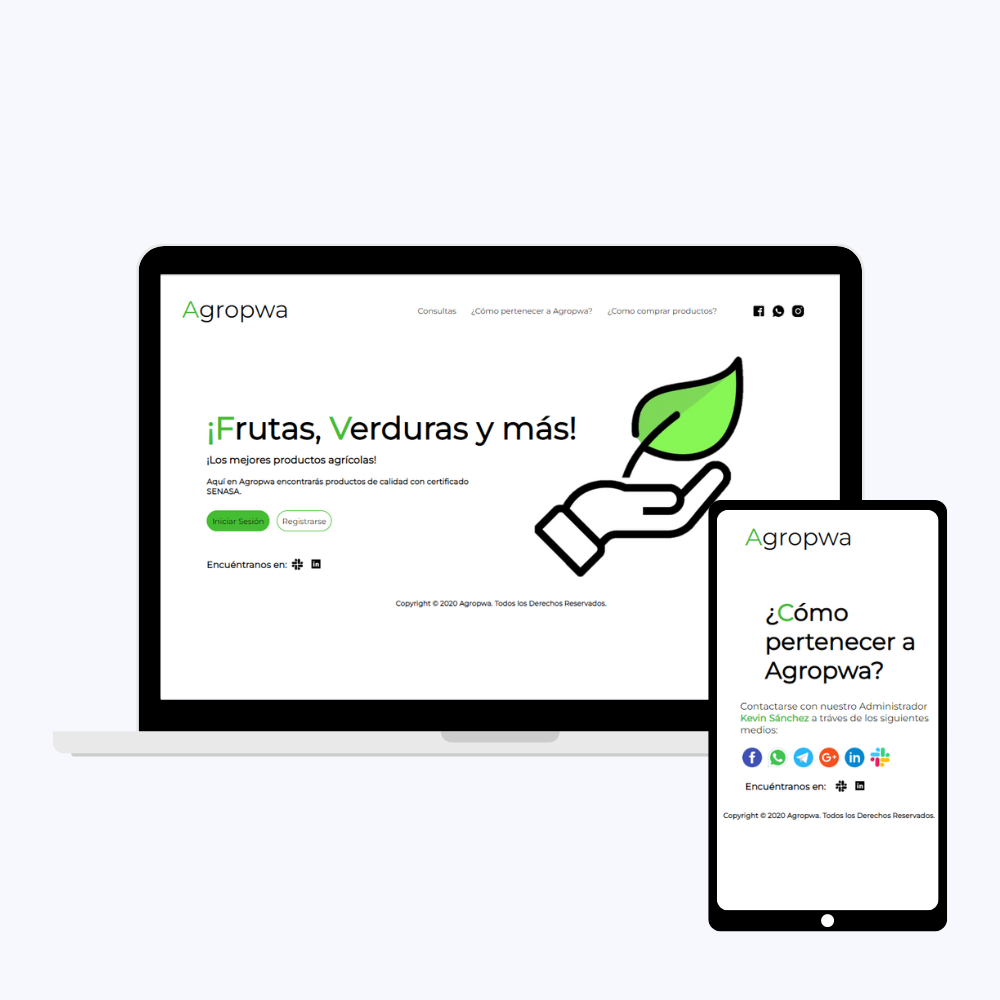 Agropwa
Consultas
¿Cómo pertenecer a Agropwa?
¿Como comprar productos?
¡Frutas, Verduras y más!
¡Los mejores productos agrícolas!
Aquí en Agropwa encontrarás productos de calidad con certificado
SENASA.
Iniciar Sesión
Registrarse
Encuéntranos en:
Copyright © 2020 Agropwa. Todos los Derechos Reservados.
Agropwa
¿Cómo
pertenecer a
Agropwa?
Contactarse con nuestro Administrador
Kevin Sánchez a tráves de los siguientes
medios:
Encuéntranos en:
Copyright © 2020 Agropwa. Todos los Derechos Reservados.